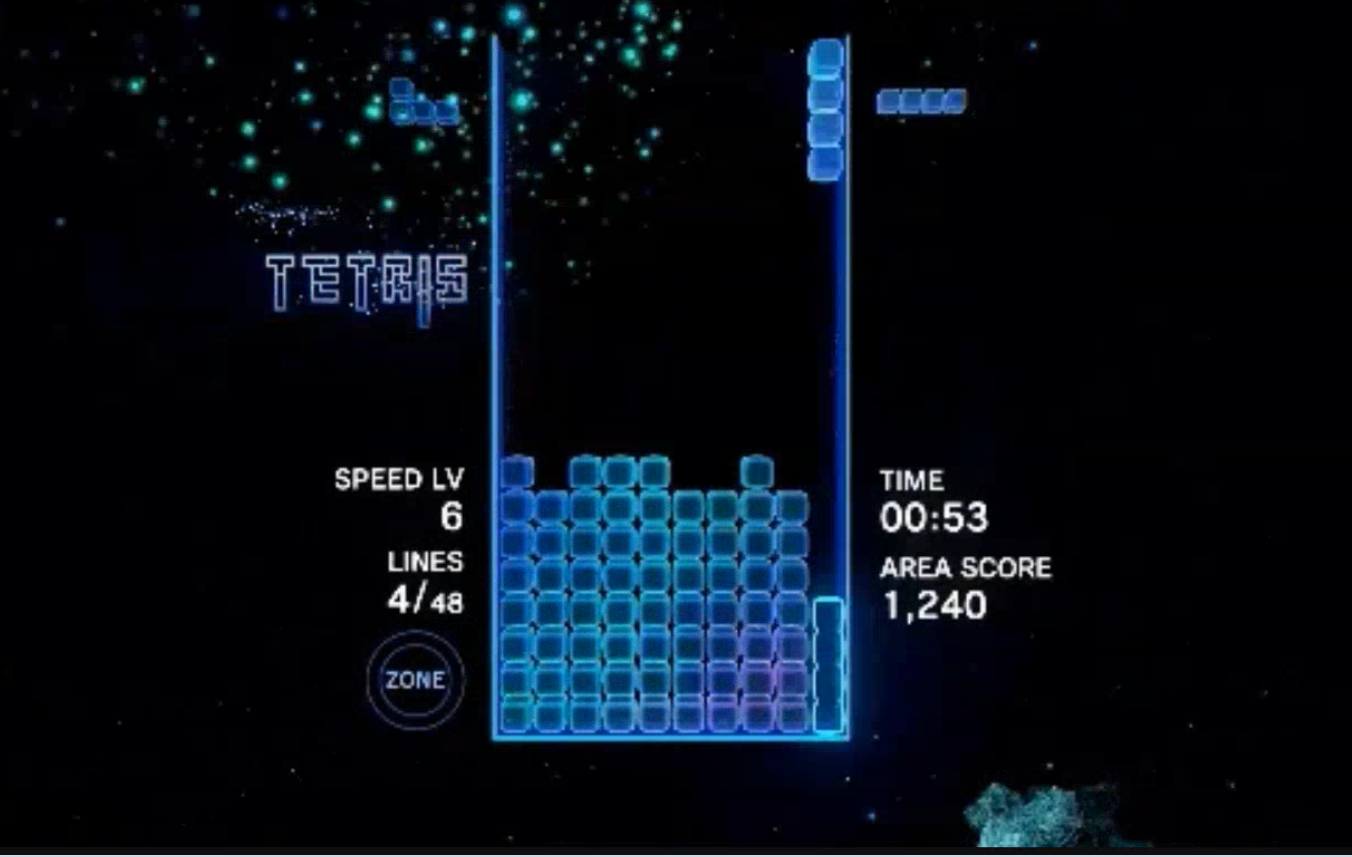 TETRIS
SPEED LV
6
LINES
4/48
ZONE
TIME
00:53
AREA SCORE
1,240